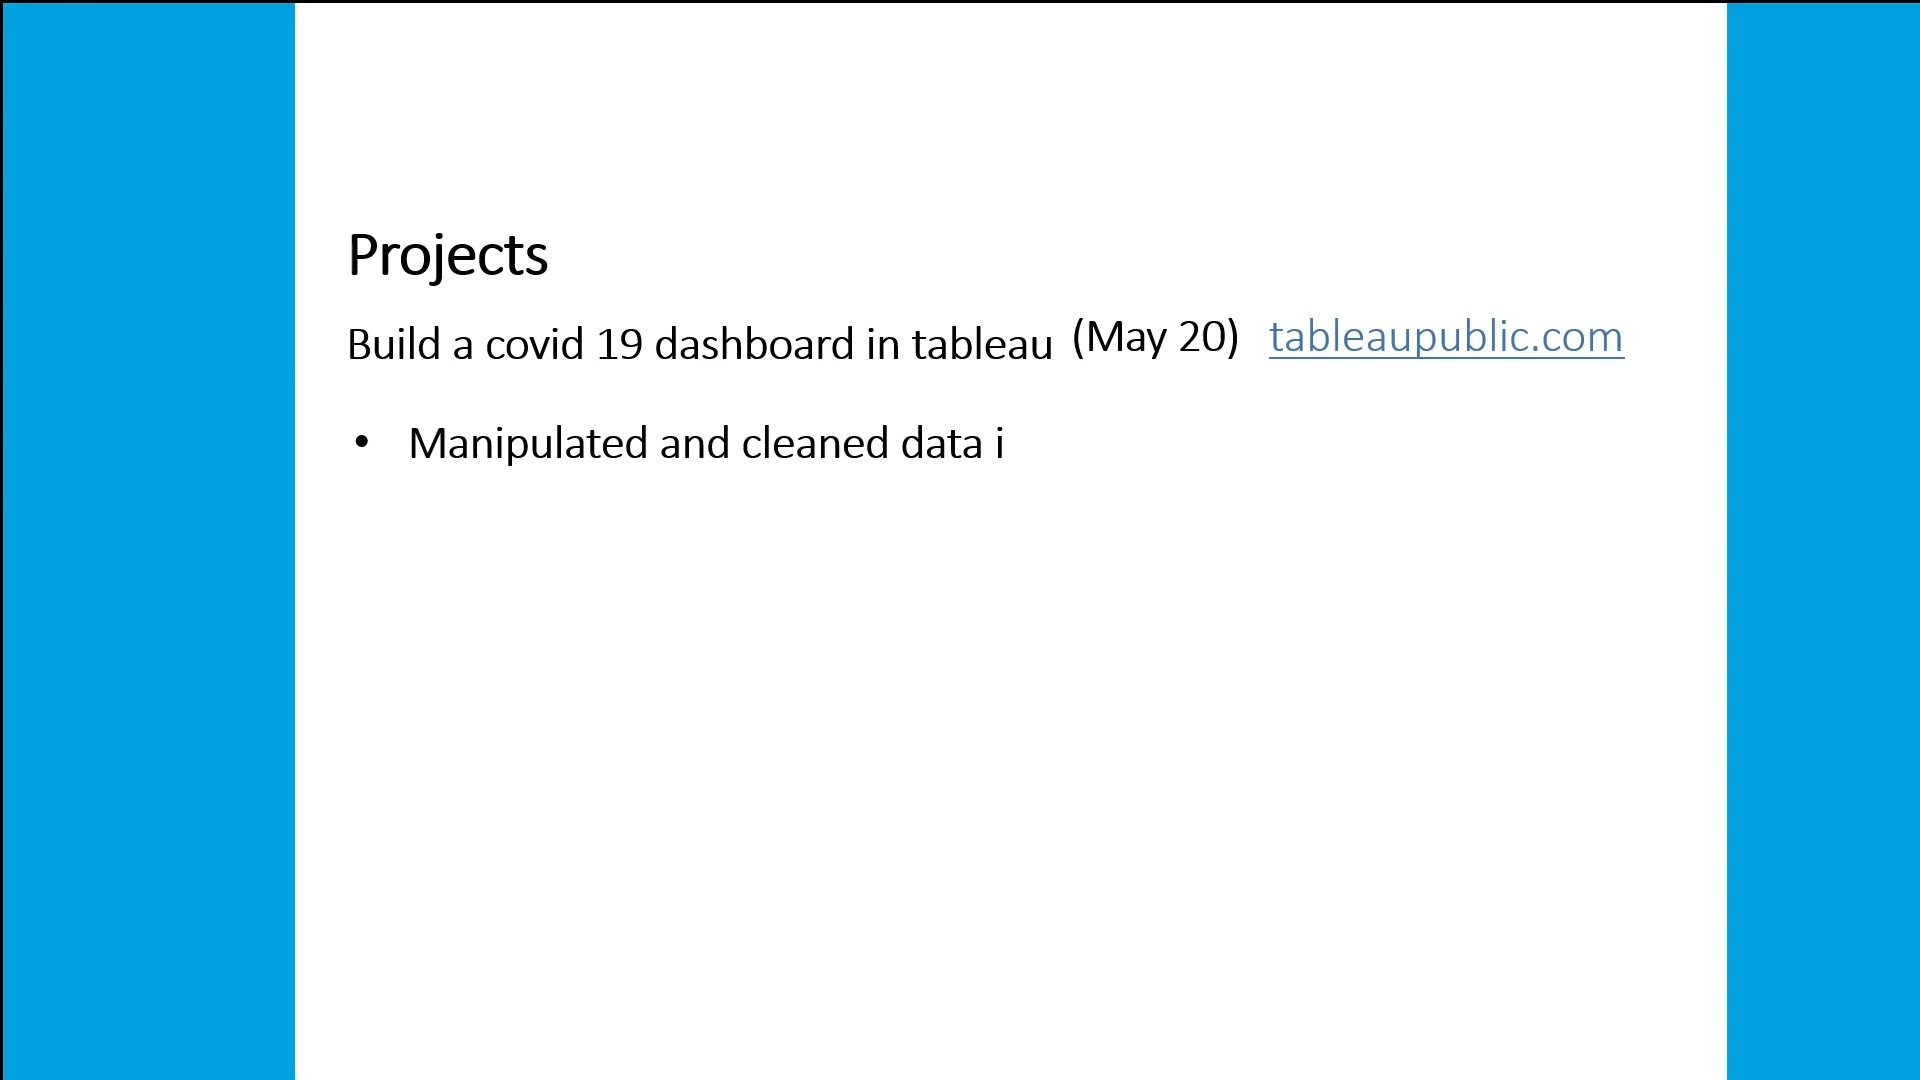 Projects
Build a covid 19 dashboard in tableau (May 20) tableaupublic.com
• Manipulated and cleaned data i